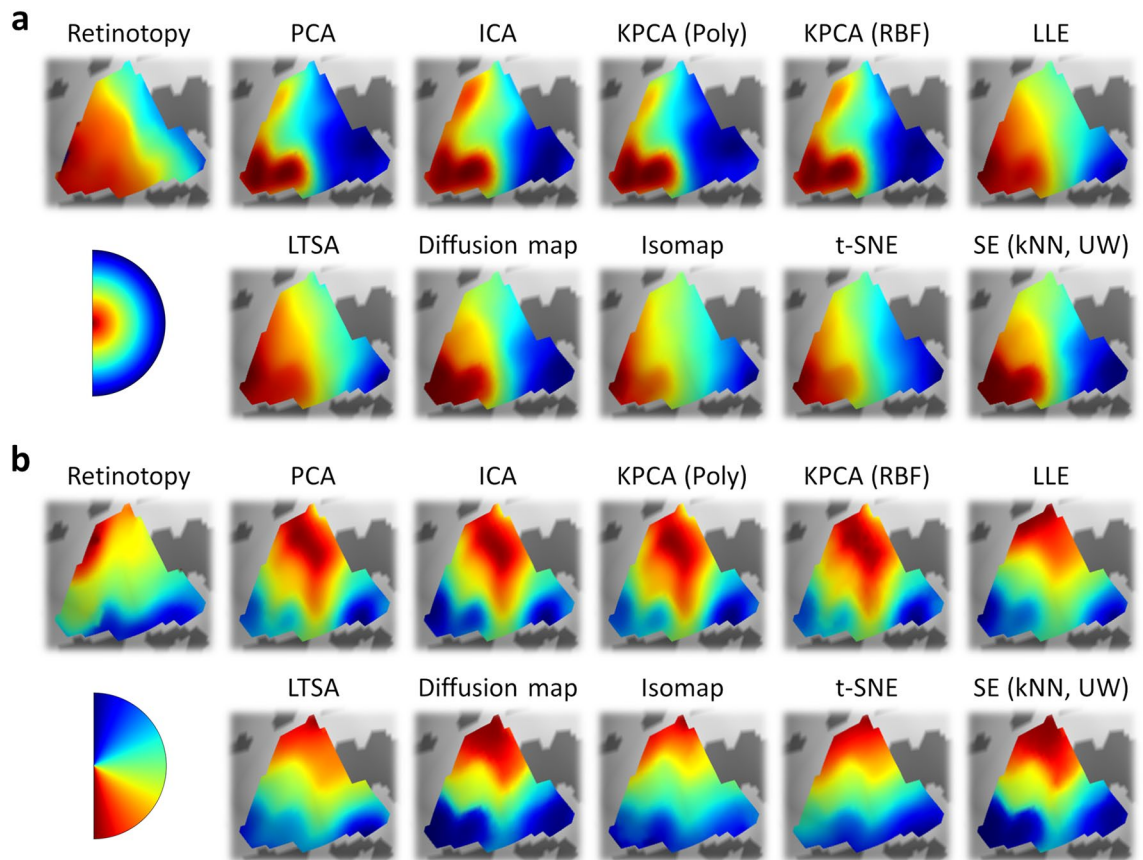 a
Retinotopy PCA ICA KPCA (Poly) KPCA (RBF) LLE
LTSA Diffusion map Isomap t-SNE SE (kNN, UW)
b
Retinotopy PCA ICA KPCA (Poly) KPCA (RBF) LLE
LTSA Diffusion map Isomap t-SNE SE (kNN, UW)